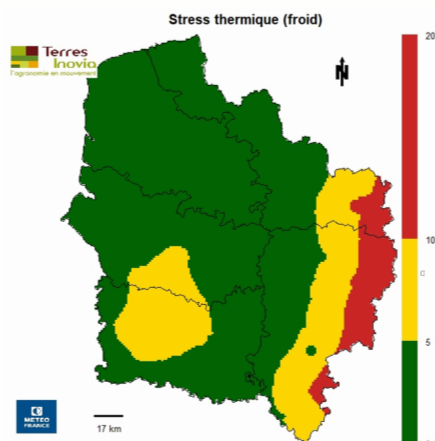 Stress thermique (froid)
Terres
Inovia
l'agronomie en mouvement
N
20
10
5
METEO
FRANCE
17 km